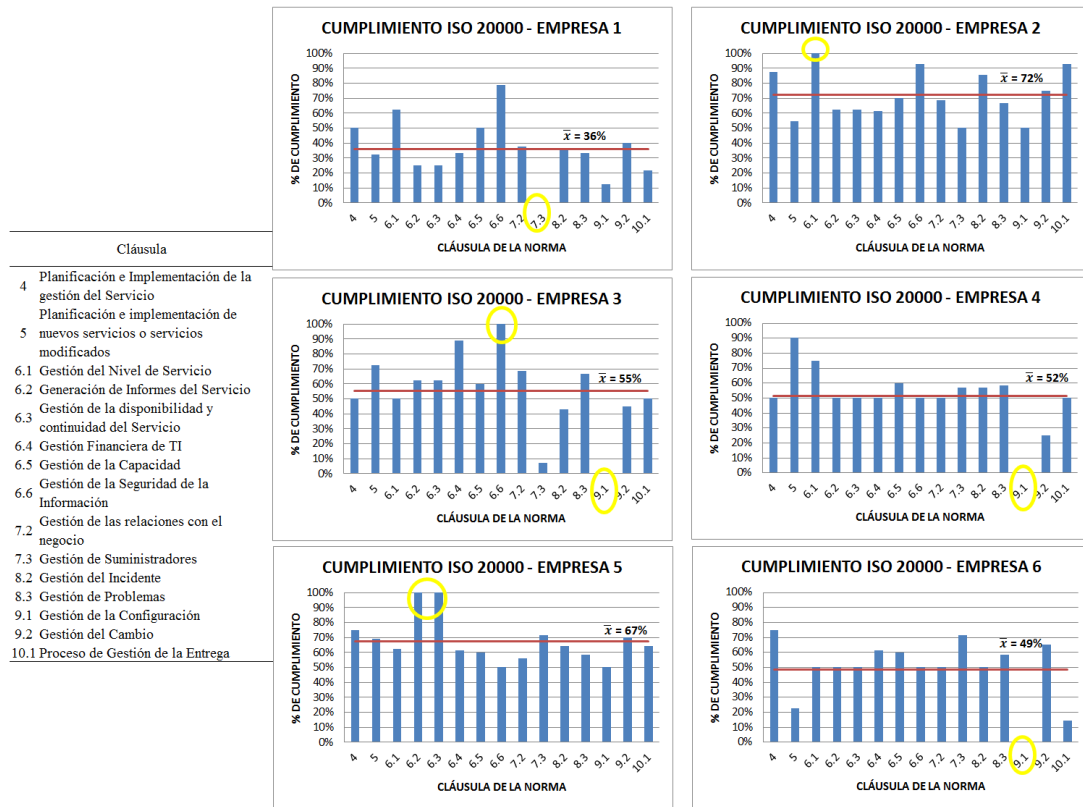 Cláusula
4 Planificación e Implementación de la
gestión del Servicio
5 Planificación e implementación de
nuevos servicios o servicios
modificados
6.1 Gestión del Nivel de Servicio
6.2 Generación de Informes del Servicio
6.3 Gestión de la disponibilidad y
continuidad del Servicio
6.4 Gestión Financiera de TI
6.5 Gestión de la Capacidad
6.6 Gestión de la Seguridad de la
Información
7.2 Gestión de las relaciones con el
negocio
7.3 Gestión de Suministradores
8.2 Gestión del Incidente
8.3 Gestión de Problemas
9.1 Gestión de la Configuración
9.2 Gestión del Cambio
10.1 Proceso de Gestión de la Entrega
CUMPLIMIENTO ISO 20000 - EMPRESA 1
% DE CUMPLIMIENTO
100%
90%
80%
70%
60%
50%
40%
30%
20%
10%
0%
x̅ = 36%
4 5 6.1 6.2 6.3 6.4 6.5 6.6 7.2 7.3 8.2 8.3 9.1 9.2 10.1
CLÁUSULA DE LA NORMA
CUMPLIMIENTO ISO 20000 - EMPRESA 2
% DE CUMPLIMIENTO
100%
90%
80%
70%
60%
50%
40%
30%
20%
10%
0%
x̅ = 72%
4 5 6.1 6.2 6.3 6.4 6.5 6.6 7.2 7.3 8.2 8.3 9.1 9.2 10.1
CLÁUSULA DE LA NORMA
CUMPLIMIENTO ISO 20000 - EMPRESA 3
% DE CUMPLIMIENTO
100%
90%
80%
70%
60%
50%
40%
30%
20%
10%
0%
x̅ = 55%
4 5 6.1 6.2 6.3 6.4 6.5 6.6 7.2 7.3 8.2 8.3 9.1 9.2 10.1
CLÁUSULA DE LA NORMA
CUMPLIMIENTO ISO 20000 - EMPRESA 4
% DE CUMPLIMIENTO
100%
90%
80%
70%
60%
50%
40%
30%
20%
10%
0%
x̅ = 52%
4 5 6.1 6.2 6.3 6.4 6.5 6.6 7.2 7.3 8.2 8.3 9.1 9.2 10.1
CLÁUSULA DE LA NORMA
CUMPLIMIENTO ISO 20000 - EMPRESA 5
% DE CUMPLIMIENTO
100%
90%
80%
70%
60%
50%
40%
30%
20%
10%
0%
x̅ = 67%
4 5 6.1 6.2 6.3 6.4 6.5 6.6 7.2 7.3 8.2 8.3 9.1 9.2 10.1
CLÁUSULA DE LA NORMA
CUMPLIMIENTO ISO 20000 - EMPRESA 6
% DE CUMPLIMIENTO
100%
90%
80%
70%
60%
50%
40%
30%
20%
10%
0%
x̅ = 49%
4 5 6.1 6.2 6.3 6.4 6.5 6.6 7.2 7.3 8.2 8.3 9.1 9.2 10.1
CLÁUSULA DE LA NORMA